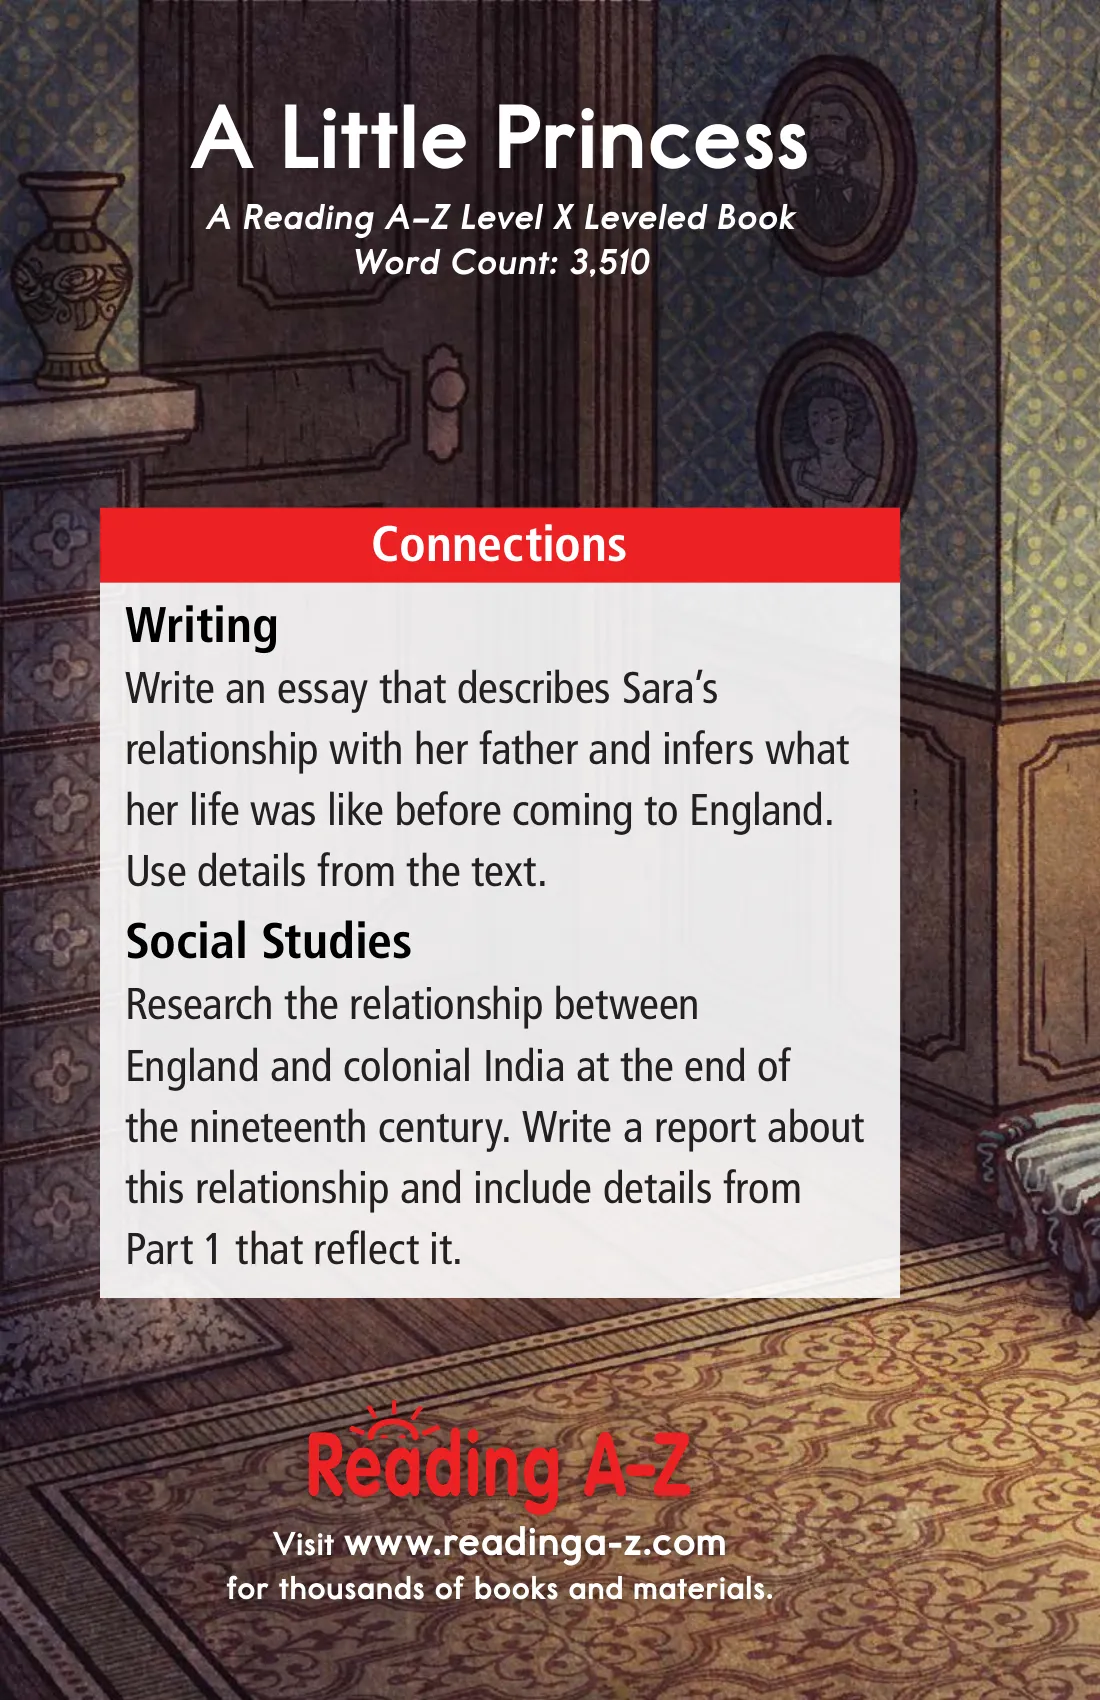 A Little Princess
A Reading A–Z Level X Leveled Book
Word Count: 3,510
Connections
Writing
Write an essay that describes Sara’s
relationship with her father and infers what
her life was like before coming to England.
Use details from the text.
Social Studies
Research the relationship between
England and colonial India at the end of
the nineteenth century. Write a report about
this relationship and include details from
Part 1 that reflect it.
Reading A–Z
Visit www.readinga-z.com
for thousands of books and materials.